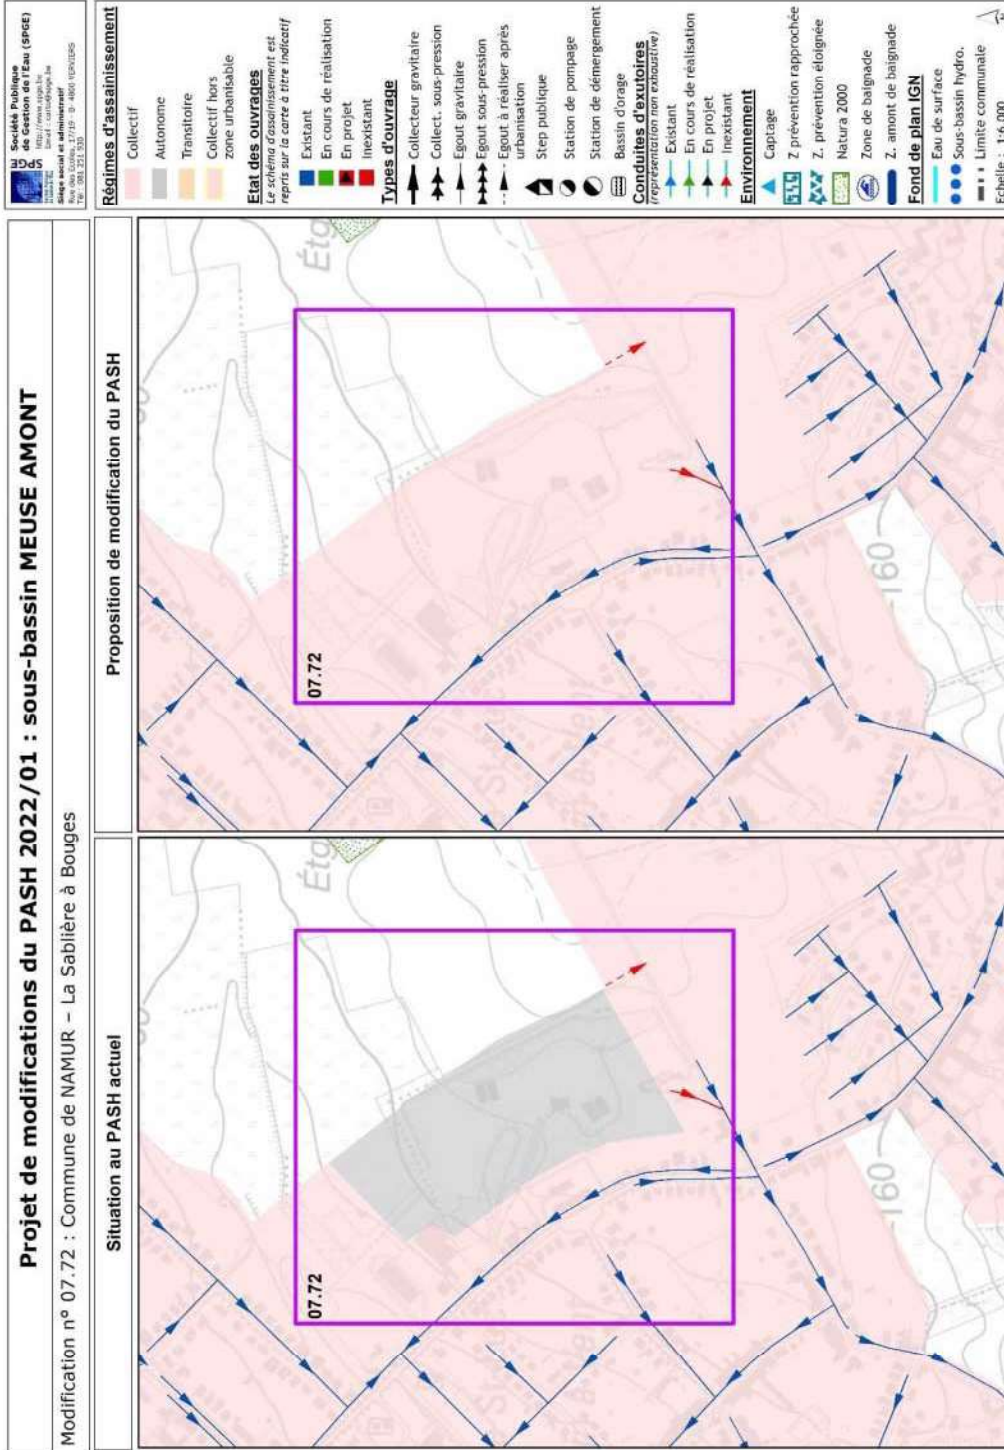 Projet de modifications du PASH 2022/01 : sous-bassin MEUSE AMONT
Modification n° 07.72 : Commune de NAMUR – La Sablière à Bouges
SPGE
Société Publique
de Gestion de l'Eau (SPGE)
Siège social et administratif
Situation au PASH actuel
07.72
Étg
160
Proposition de modification du PASH
07.72
Étg
160
Régimes d'assainissement
Collectif
Autonome
Transitoire
Collectif hors
zone urbanisable
Etat des ouvrages
Le schéma d'assainissement est
repris sur la carte à titre indicatif
Existant
En cours de réalisation
En projet
Inexistant
Types d'ouvrage
Collecteur gravitaire
Collect. sous-pression
Egout gravitaire
Egout sous-pression
Egout à réaliser après
urbanisation
Step publique
Station de pompage
Station de démergement
Bassin d'orage
Conduites d'exutoires
(représentation non exhaustive)
Existant
En cours de réalisation
En projet
Inexistant
Environnement
Captage
Z prévention rapprochée
Z. prévention éloignée
Natura 2000
Zone de baignade
Z. amont de baignade
Fond de plan IGN
Eau de surface
Sous-bassin hydro.
Limite communale
Echelle : 1:6.000